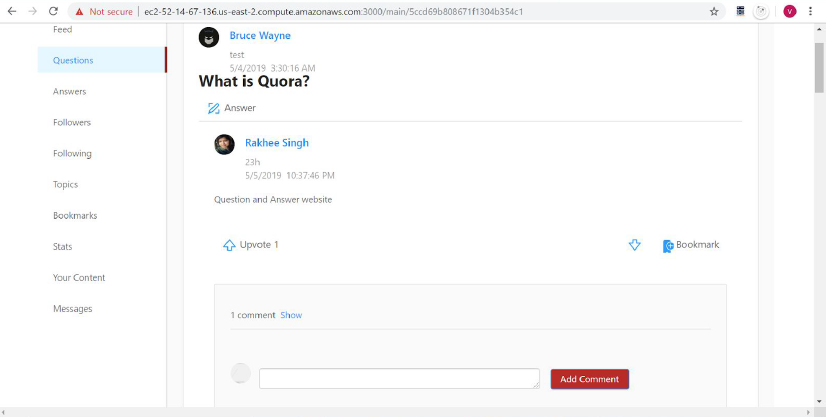 Not secure | ec2-52-14-67-136.us-east-2.compute.amazonaws.com:3000/main/5ccd69b808671f1304b354c1
V
Feed
Questions
Answers
Followers
Following
Topics
Bookmarks
Stats
Your Content
Messages
Bruce Wayne
test
5/4/2019 3:30:16 AM
What is Quora?
Answer
Rakhee Singh
23h
5/5/2019 10:37:46 PM
Question and Answer website
Upvote 1
Bookmark
1 comment Show
Add Comment